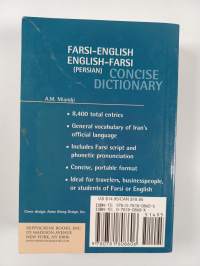 FARSI–ENGLISH
ENGLISH–FARSI
(PERSIAN) CONCISE
DICTIONARY
A.M. Miandji
• 8,400 total entries
• General vocabulary of Iran's
official language
• Includes Farsi script and
phonetic pronunciation
• Concise, portable format
• Ideal for travelers, businesspeople,
or students of Farsi or English
Cover design:
HIPPOCRENE BOOKS, INC.
171 MADISON AVENUE
NEW YORK, NY 10016